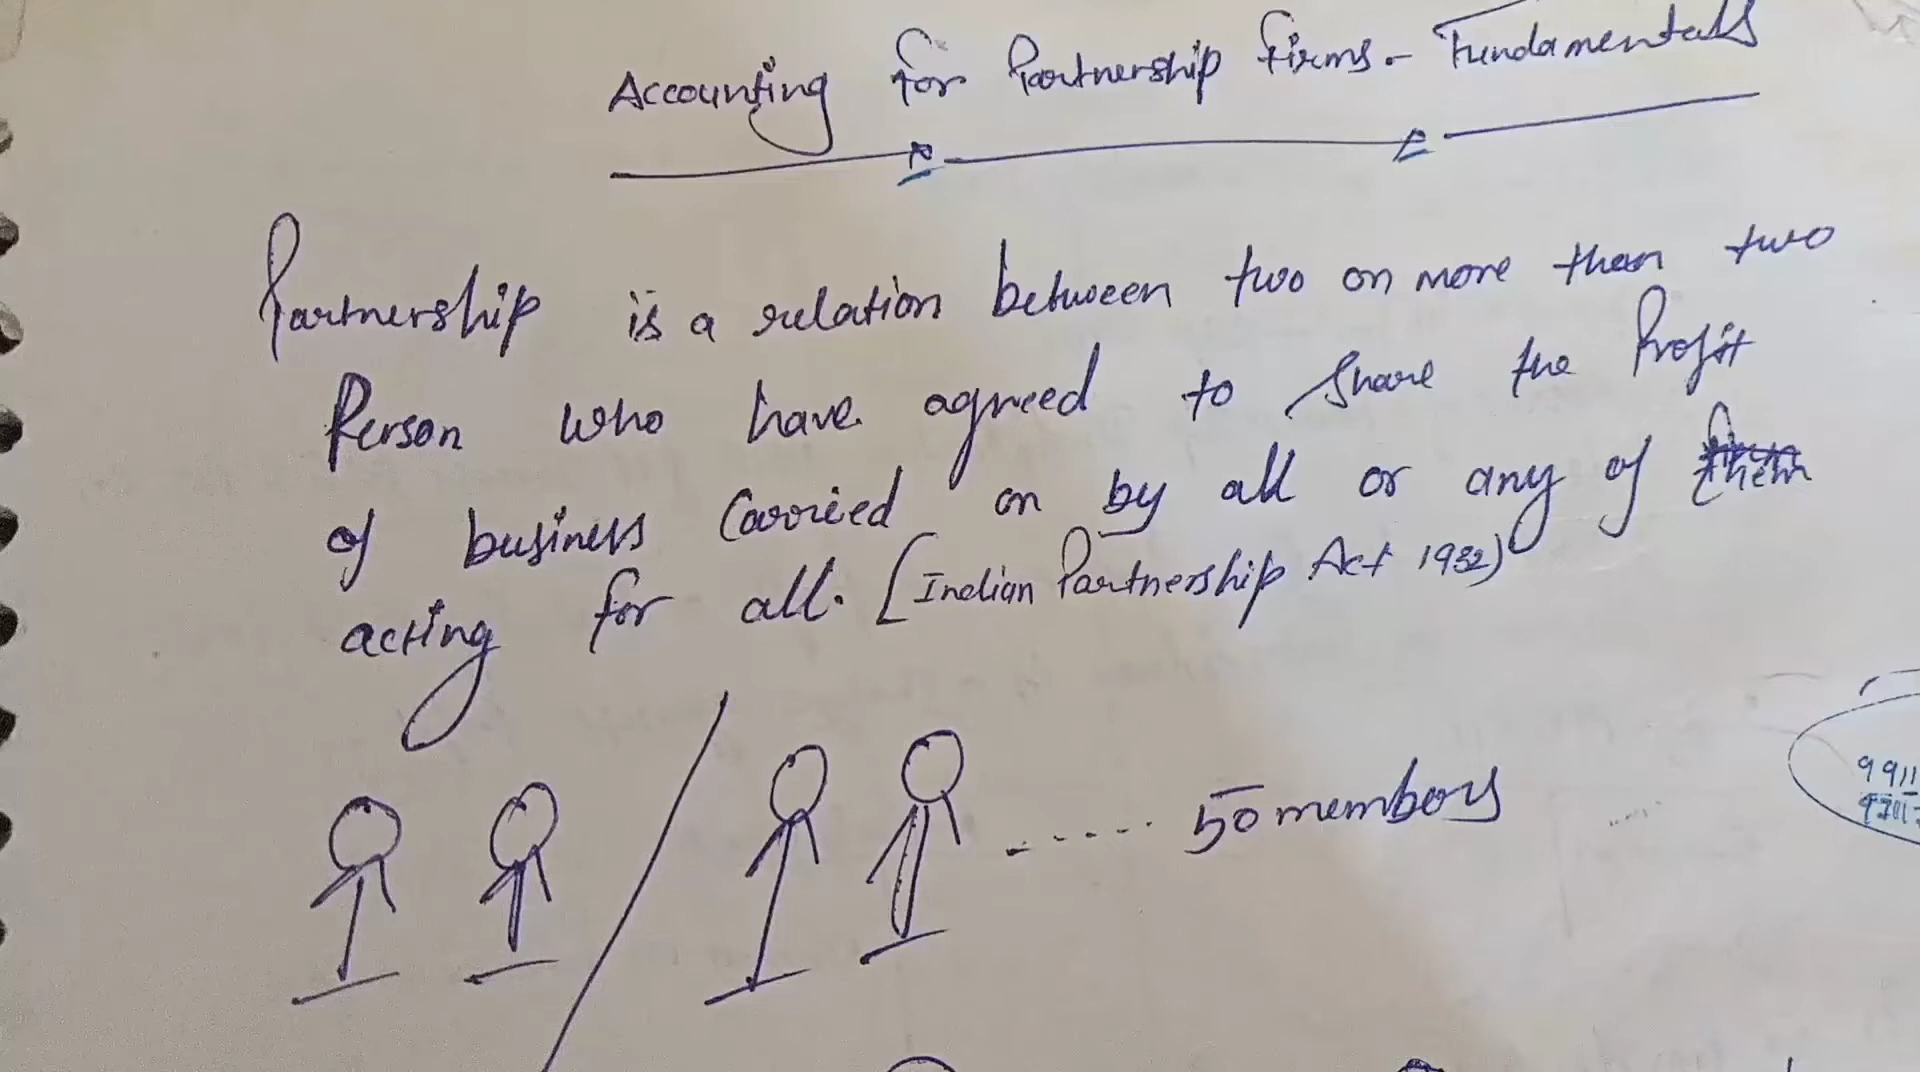 Accounting for Partnership firms - Fundamentals
Partnership is a relation between two on more than two
Person who have agreed to share the Profit
of business Carried on by all or any of them
acting for all. [Indian Partnership Act 1932)
..... 50 members
9911